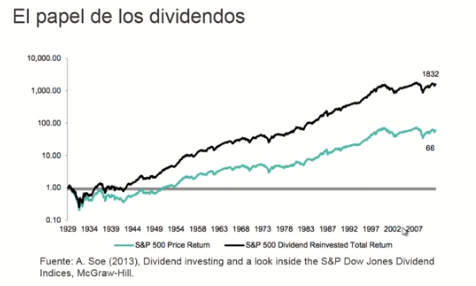 El papel de los dividendos
10,000.00
1,000.00
100.00
10.00
1.00
0.10
1832
66
1929 1934 1939 1944 1949 1954 1959 1963 1968 1973 1978 1983 1988 1992 1997 2002 2007
S&P 500 Price Return S&P 500 Dividend Reinvested Total Return
Fuente: A. Soe (2013), Dividend investing and a look inside the S&P Dow Jones Dividend
Indices, McGraw-Hill.